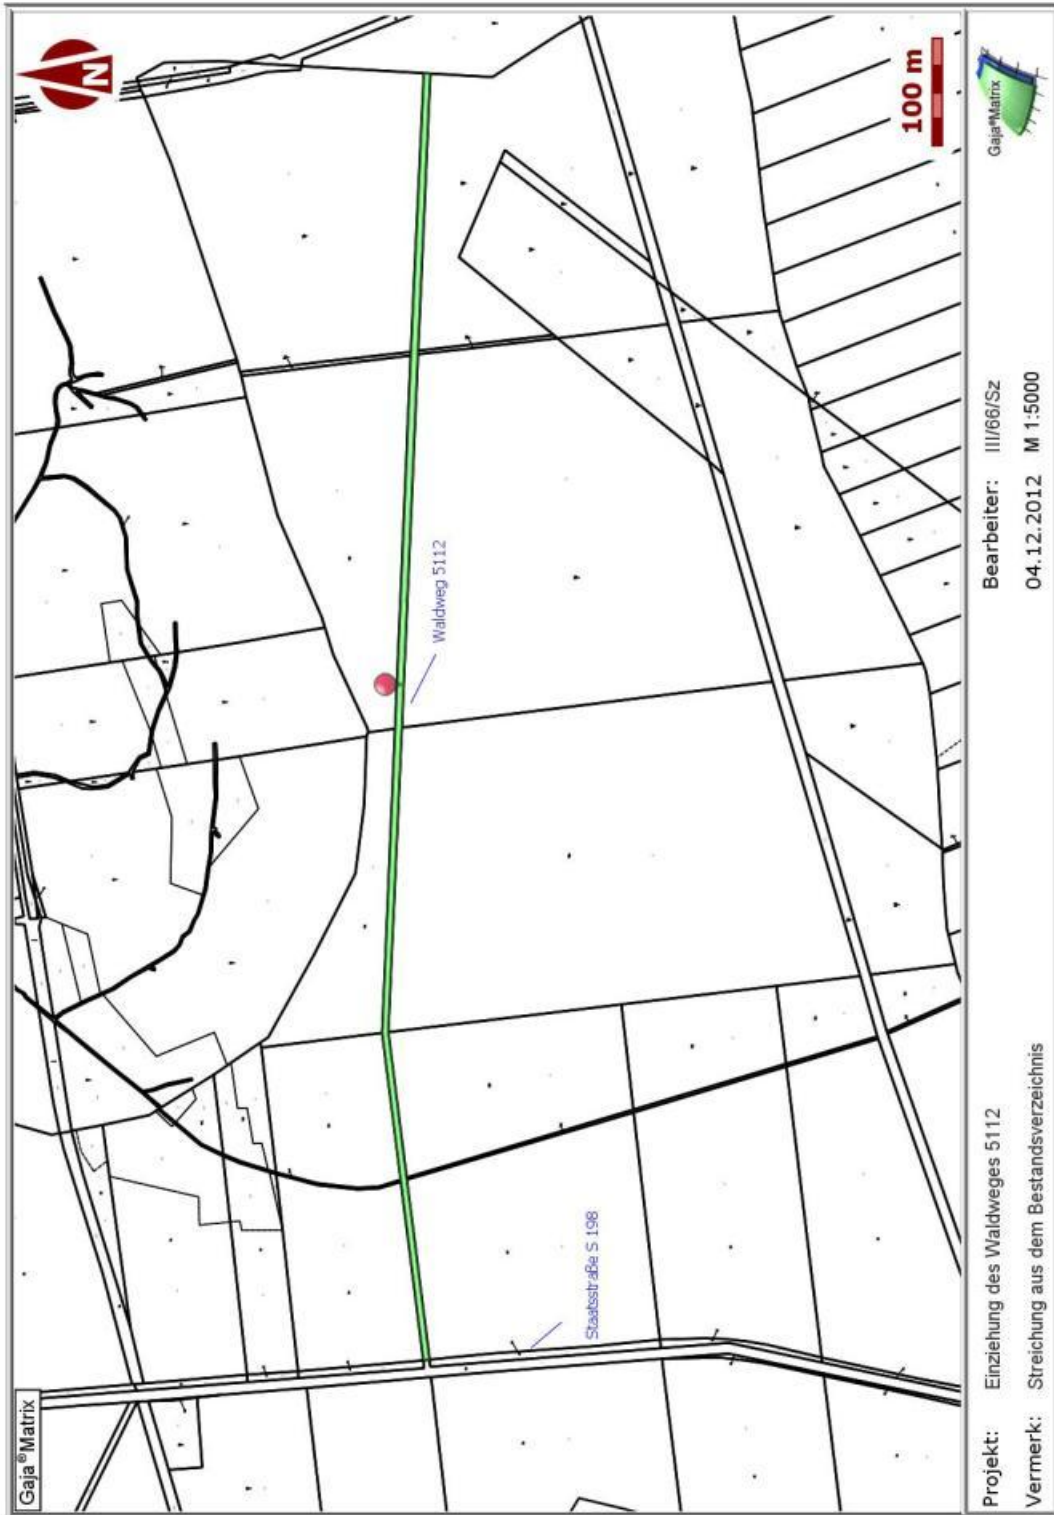 Gaja®Matrix
N
Staatsstraße S 198
Waldweg 5112
100 m
Projekt: Einziehung des Waldweges 5112
Bearbeiter: III/66/Sz
Gaja®Matrix
Vermerk: Streichung aus dem Bestandsverzeichnis
04.12.2012 M 1:5000